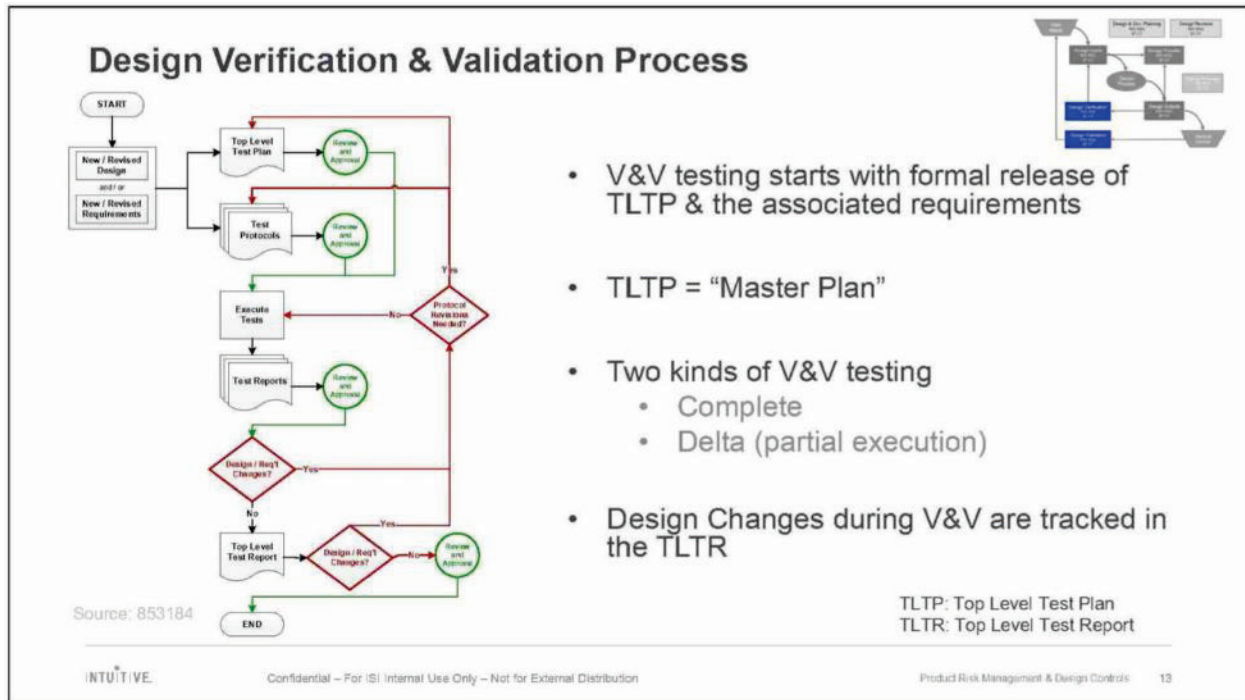 Design Verification & Validation Process
START
New / Revised
Design
and / or
New / Revised
Requirements
Top Level
Test Plan
Review
and
Approval
Test
Protocols
Review
and
Approval
Yes
Execute
Tests
No
Protocol
Revisions
Needed?
Test Reports
Review
and
Approval
Design / Req'l
Changes?
Yes
No
Yes
Top Level
Test Report
Design / Req'l
Changes?
No
Review
and
Approval
END
Source: 853184
• V&V testing starts with formal release of
TLTP & the associated requirements
• TLTP = “Master Plan”
• Two kinds of V&V testing
• Complete
• Delta (partial execution)
• Design Changes during V&V are tracked in
the TLTR
TLTP: Top Level Test Plan
TLTR: Top Level Test Report
INTUITIVE.
Confidential – For ISI Internal Use Only – Not for External Distribution
Product Risk Management & Design Controls
13